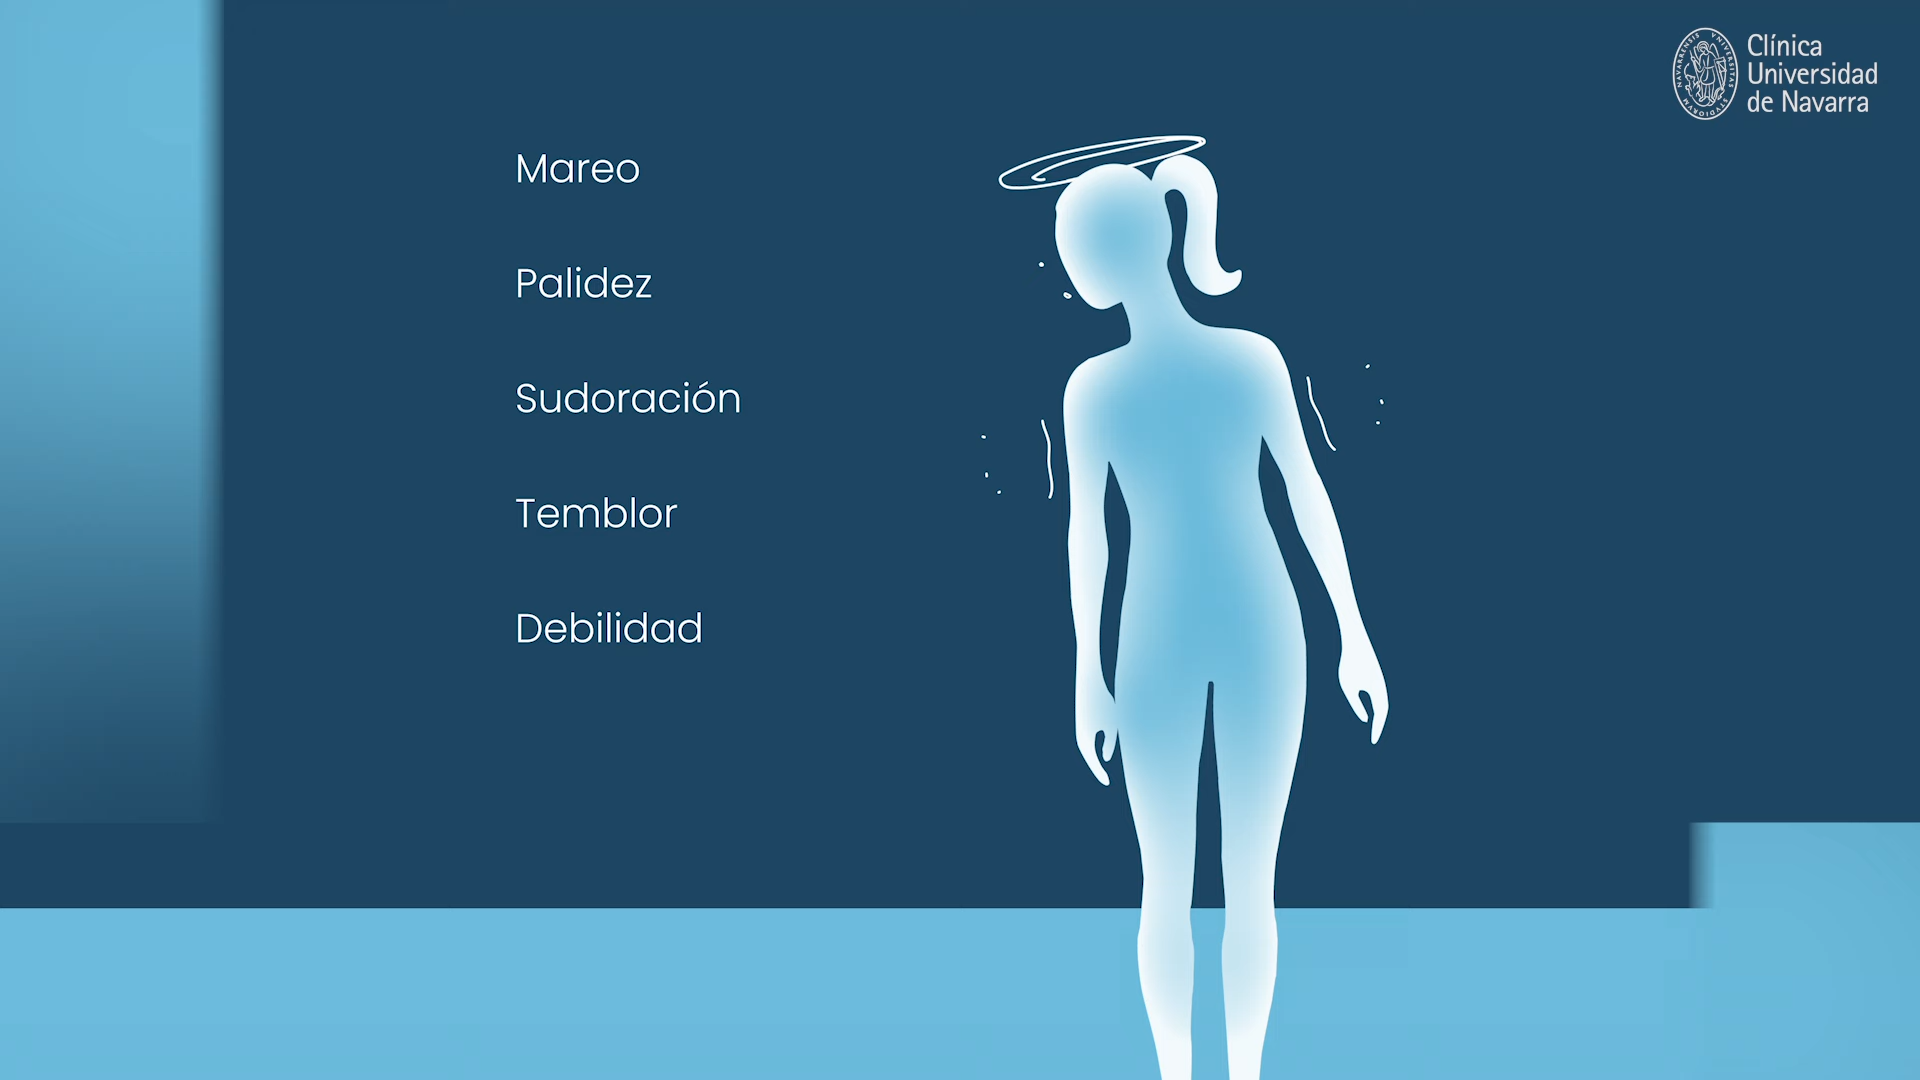 Clínica
Universidad
de Navarra
Mareo
Palidez
Sudoración
Temblor
Debilidad